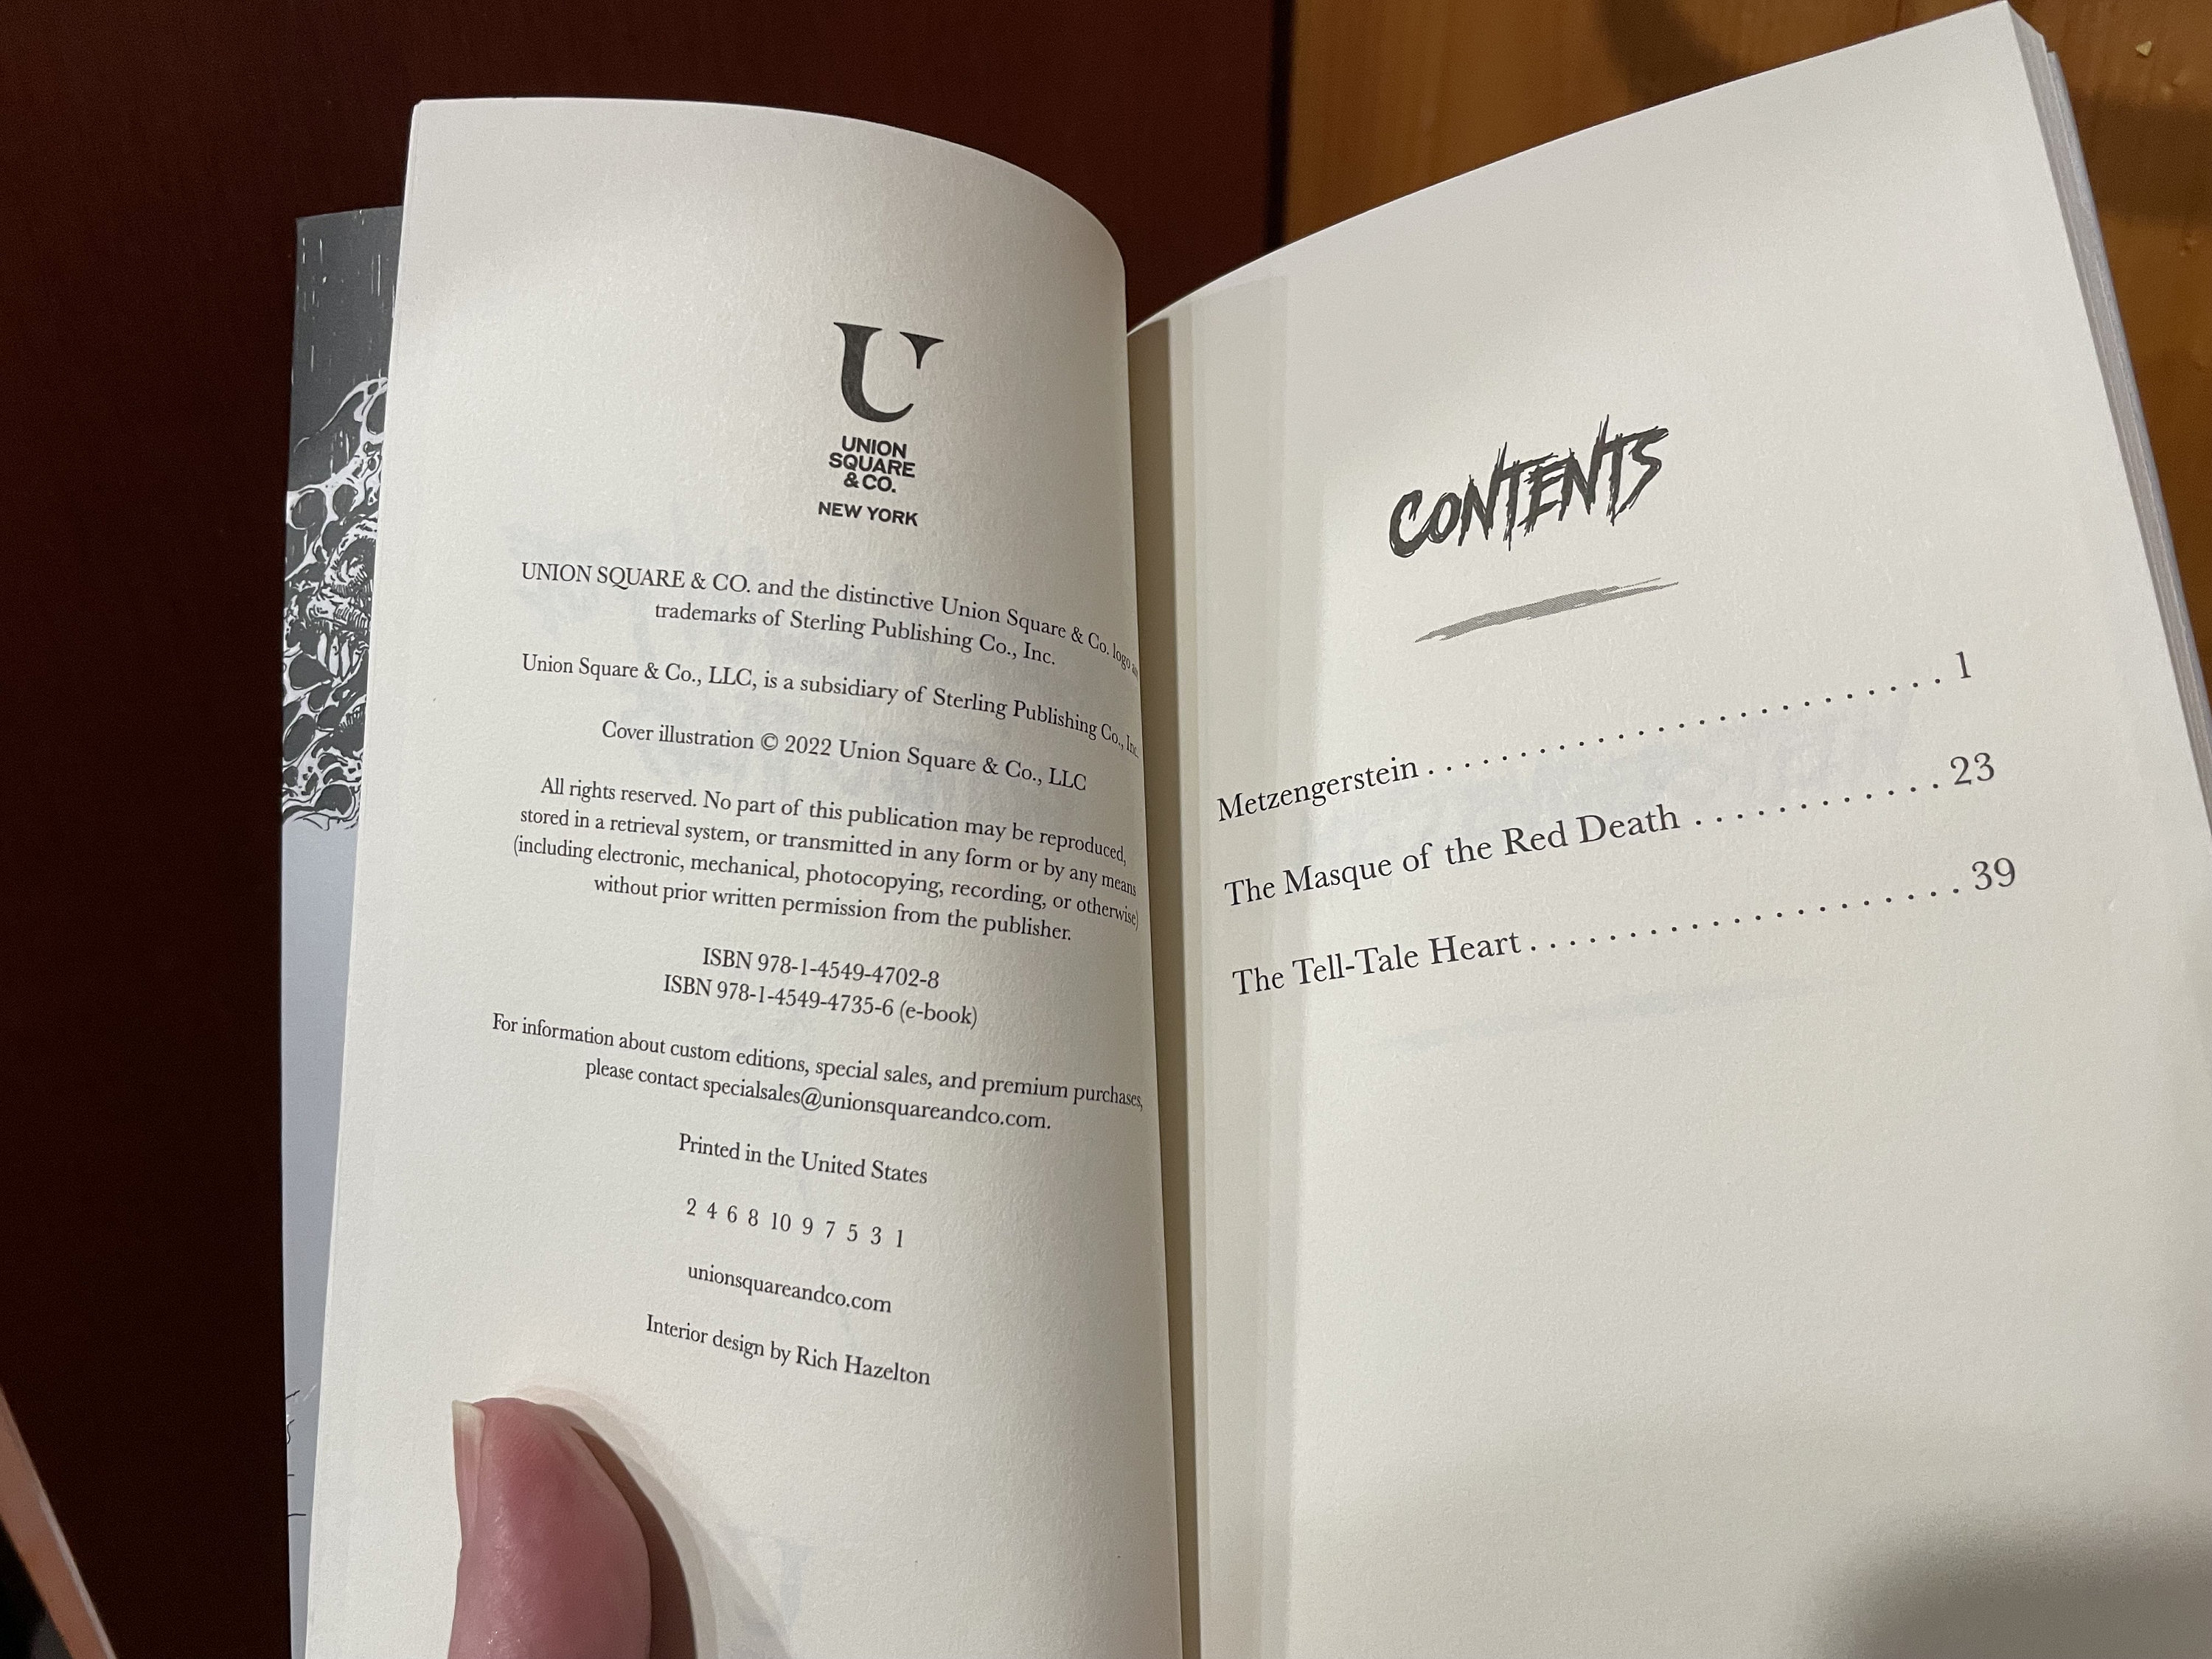 U
UNION
SQUARE
& CO.
NEW YORK
UNION SQUARE & CO. and the distinctive Union Square & Co. logo
trademarks of Sterling Publishing Co., Inc.
Union Square & Co., LLC, is a subsidiary of Sterling Publishing Co., Inc.
Cover illustration © 2022 Union Square & Co., LLC
All rights reserved. No part of this publication may be reproduced,
stored in a retrieval system, or transmitted in any form or by any means
(including electronic, mechanical, photocopying, recording, or otherwise)
without prior written permission from the publisher.
ISBN 978-1-4549-4702-8
ISBN 978-1-4549-4735-6 (e-book)
For information about custom editions, special sales, and premium purchases,
please contact specialsales@unionsquareandco.com.
Printed in the United States
2 4 6 8 10 9 7 5 3 1
unionsquareandco.com
Interior design by Rich Hazelton
CONTENTS
Metzengerstein . . . . . . . . . . . . . . . . . . . . . . . . . 1
The Masque of the Red Death . . . . . . . . . . . . 23
The Tell-Tale Heart . . . . . . . . . . . . . . . . . . . . . 39